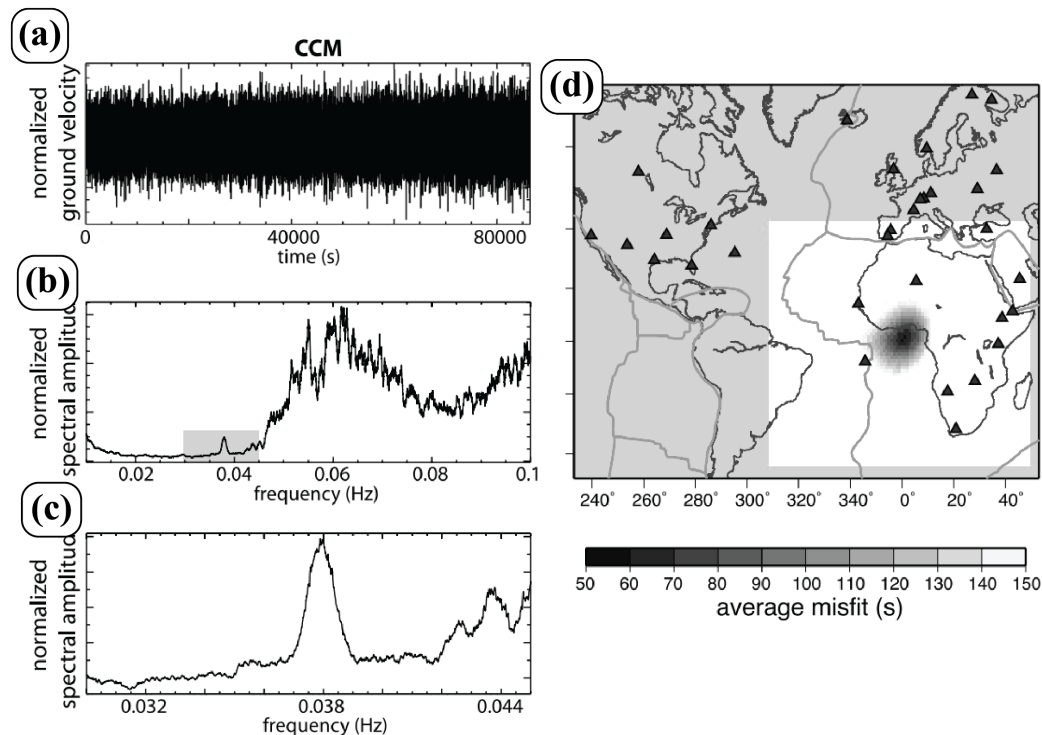 (a)
CCM
normalized
ground velocity
0 40000 80000
time (s)
(b)
normalized
spectral amplitud
0.02 0.04 0.06 0.08 0.1
frequency (Hz)
(c)
normalized
spectral amplitud
0.032 0.038 0.044
frequency (Hz)
(d)
240° 260° 280° 300° 320° 340° 0° 20° 40°
50 60 70 80 90 100 110 120 130 140 150
average misfit (s)